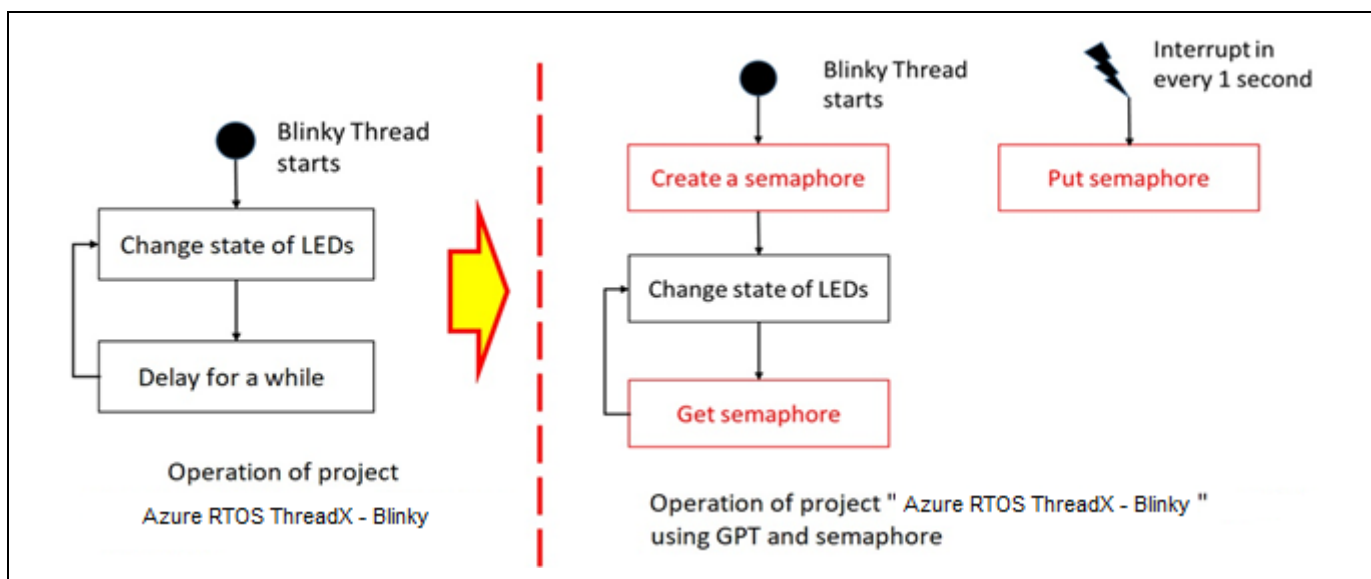 Blinky Thread
starts
Change state of LEDs
Delay for a while
Operation of project
Azure RTOS ThreadX - Blinky
Blinky Thread
starts
Interrupt in
every 1 second
Create a semaphore
Put semaphore
Change state of LEDs
Get semaphore
Operation of project " Azure RTOS ThreadX - Blinky "
using GPT and semaphore